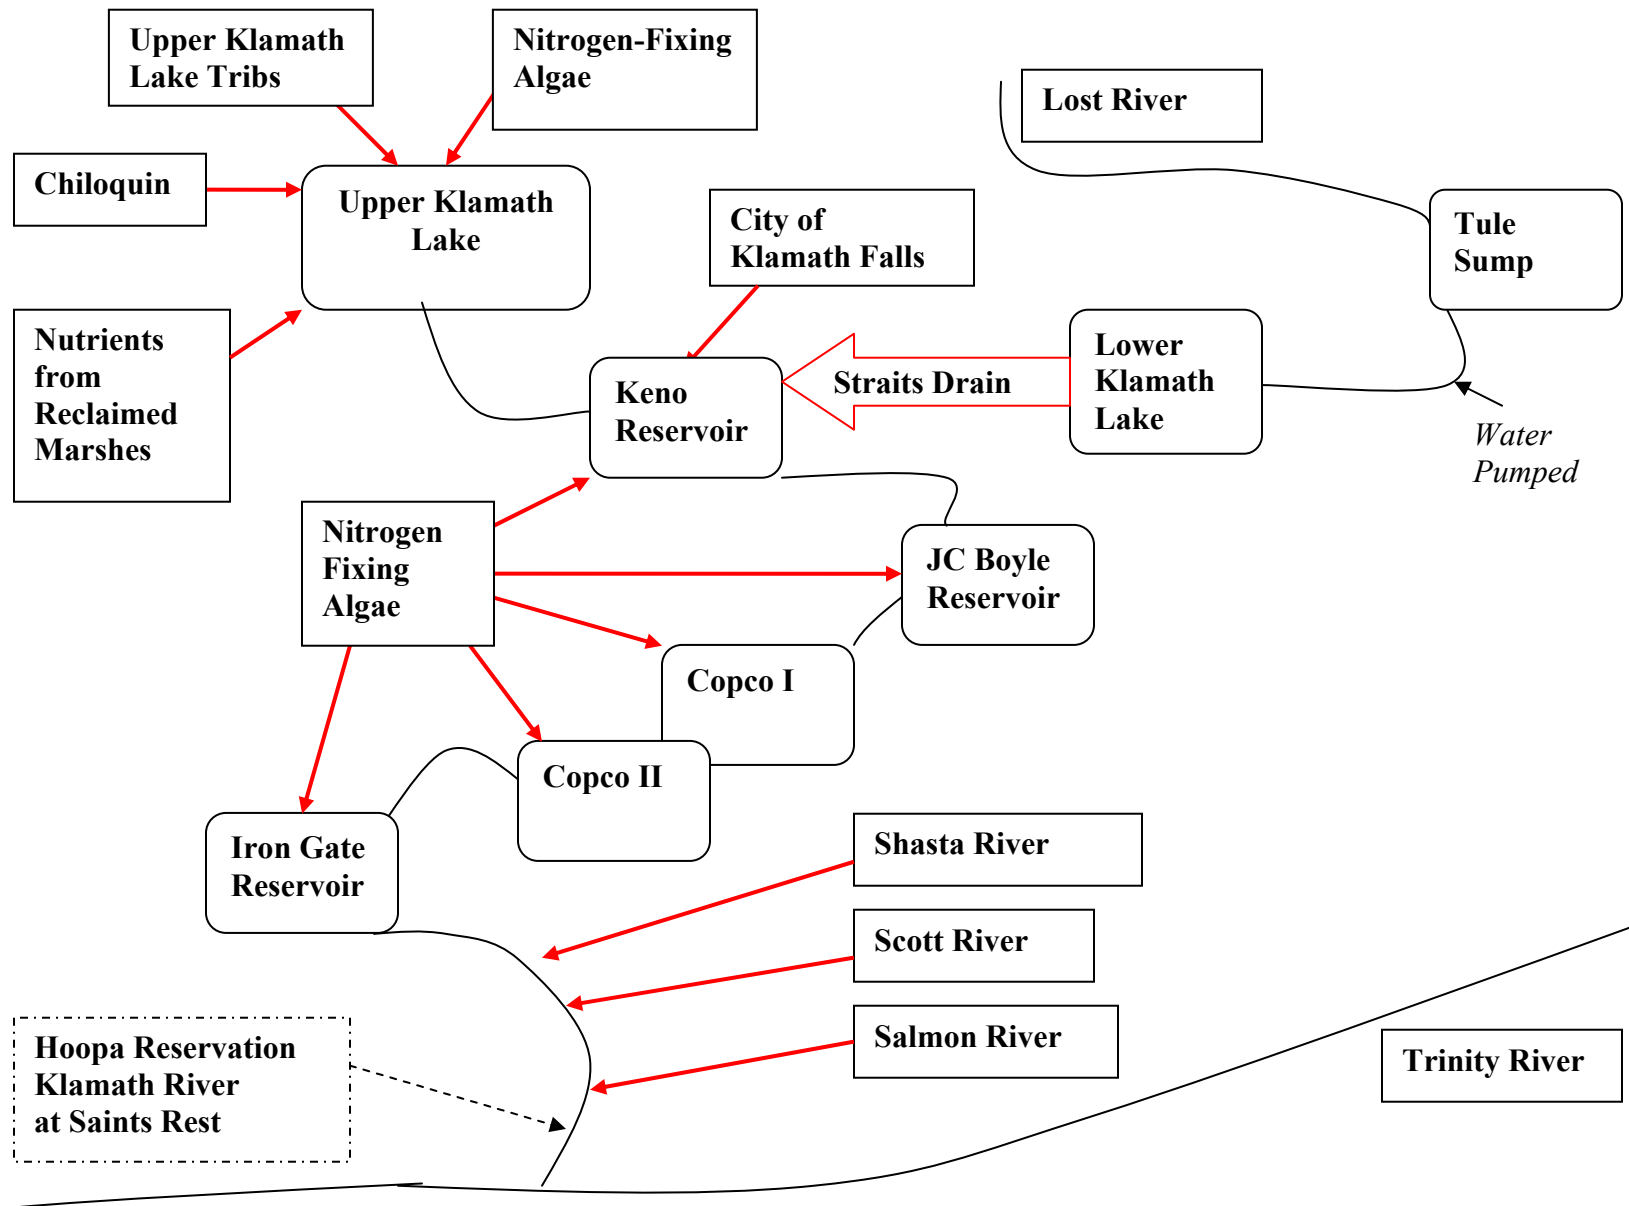 Upper Klamath
Lake Tribs
Nitrogen-Fixing
Algae
Lost River
Chiloquin
Upper Klamath
Lake
City of
Klamath Falls
Tule
Sump
Nutrients
from
Reclaimed
Marshes
Keno
Reservoir
Straits Drain
Lower
Klamath
Lake
Water
Pumped
Nitrogen
Fixing
Algae
JC Boyle
Reservoir
Copco I
Copco II
Iron Gate
Reservoir
Shasta River
Scott River
Salmon River
Hoopa Reservation
Klamath River
at Saints Rest
Trinity River